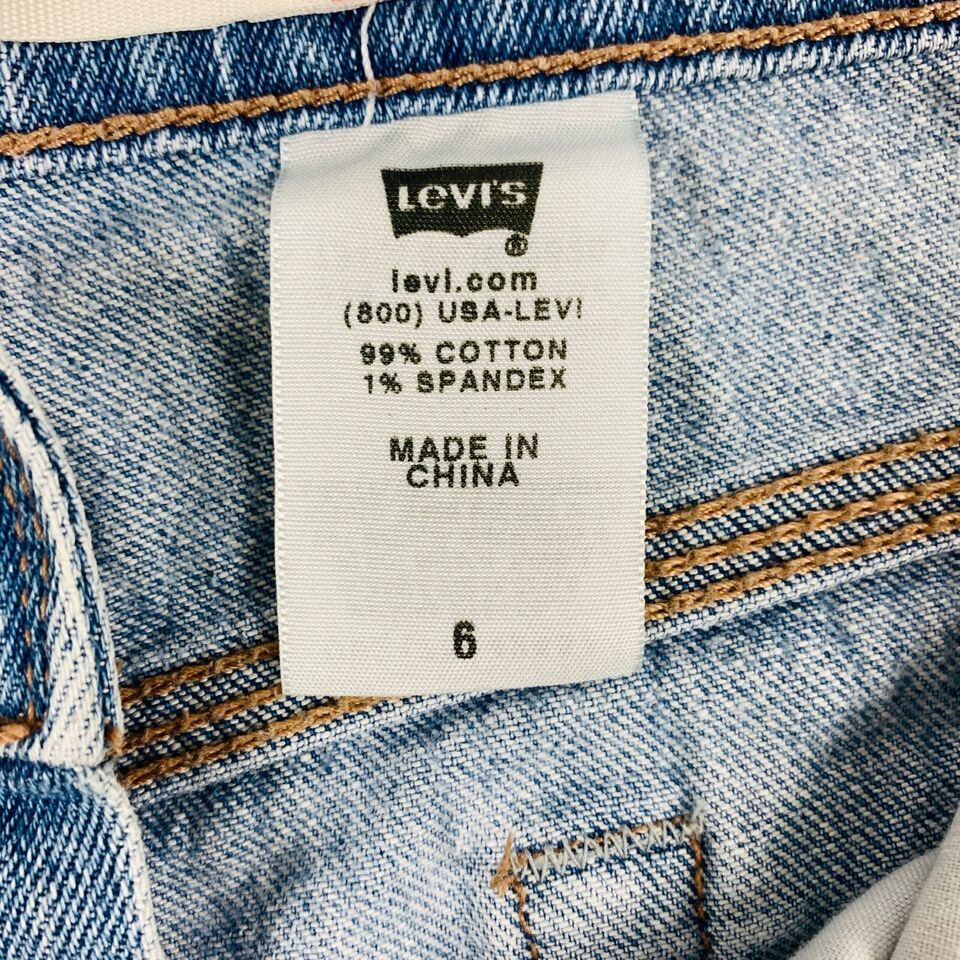 LEVI'S
®
levi.com
(800) USA-LEVI
99% COTTON
1% SPANDEX
MADE IN
CHINA
6